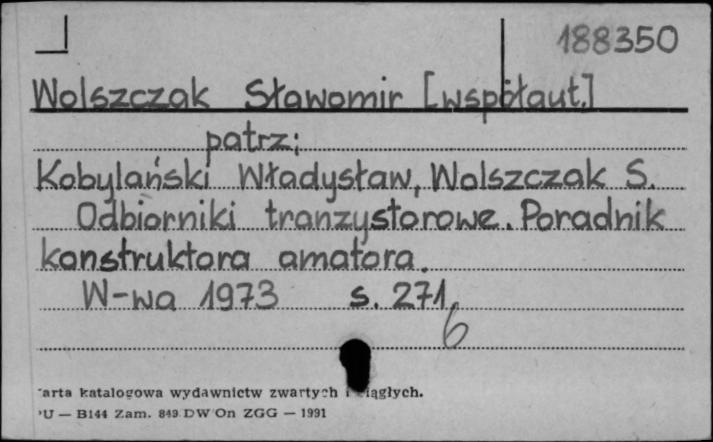 188350
Wolszczak Sławomir [współaut.]
patrz;
Kobylański Władysław, Wolszczak S.
Odbiorniki tranzystorowe. Poradnik
konstruktora amatora.
W-wa 1973 s. 271
6
arta katalogowa wydawnictw zwartych i iągłych.
U — B144 Zam. 849 DW On ZGG — 1991